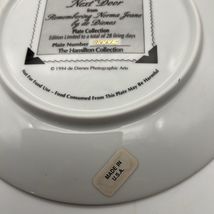 Next Door
from
Remembering Norma Jeane
by de Dienes
Plate Collection
Edition Limited to a total of 28 firing days
Plate Number
The Hamilton Collection
©1994 de Dienes Photographic Arts
Not For Food Use - Food Consumed From This Plate May Be Harmful
MADE IN
U.S.A.